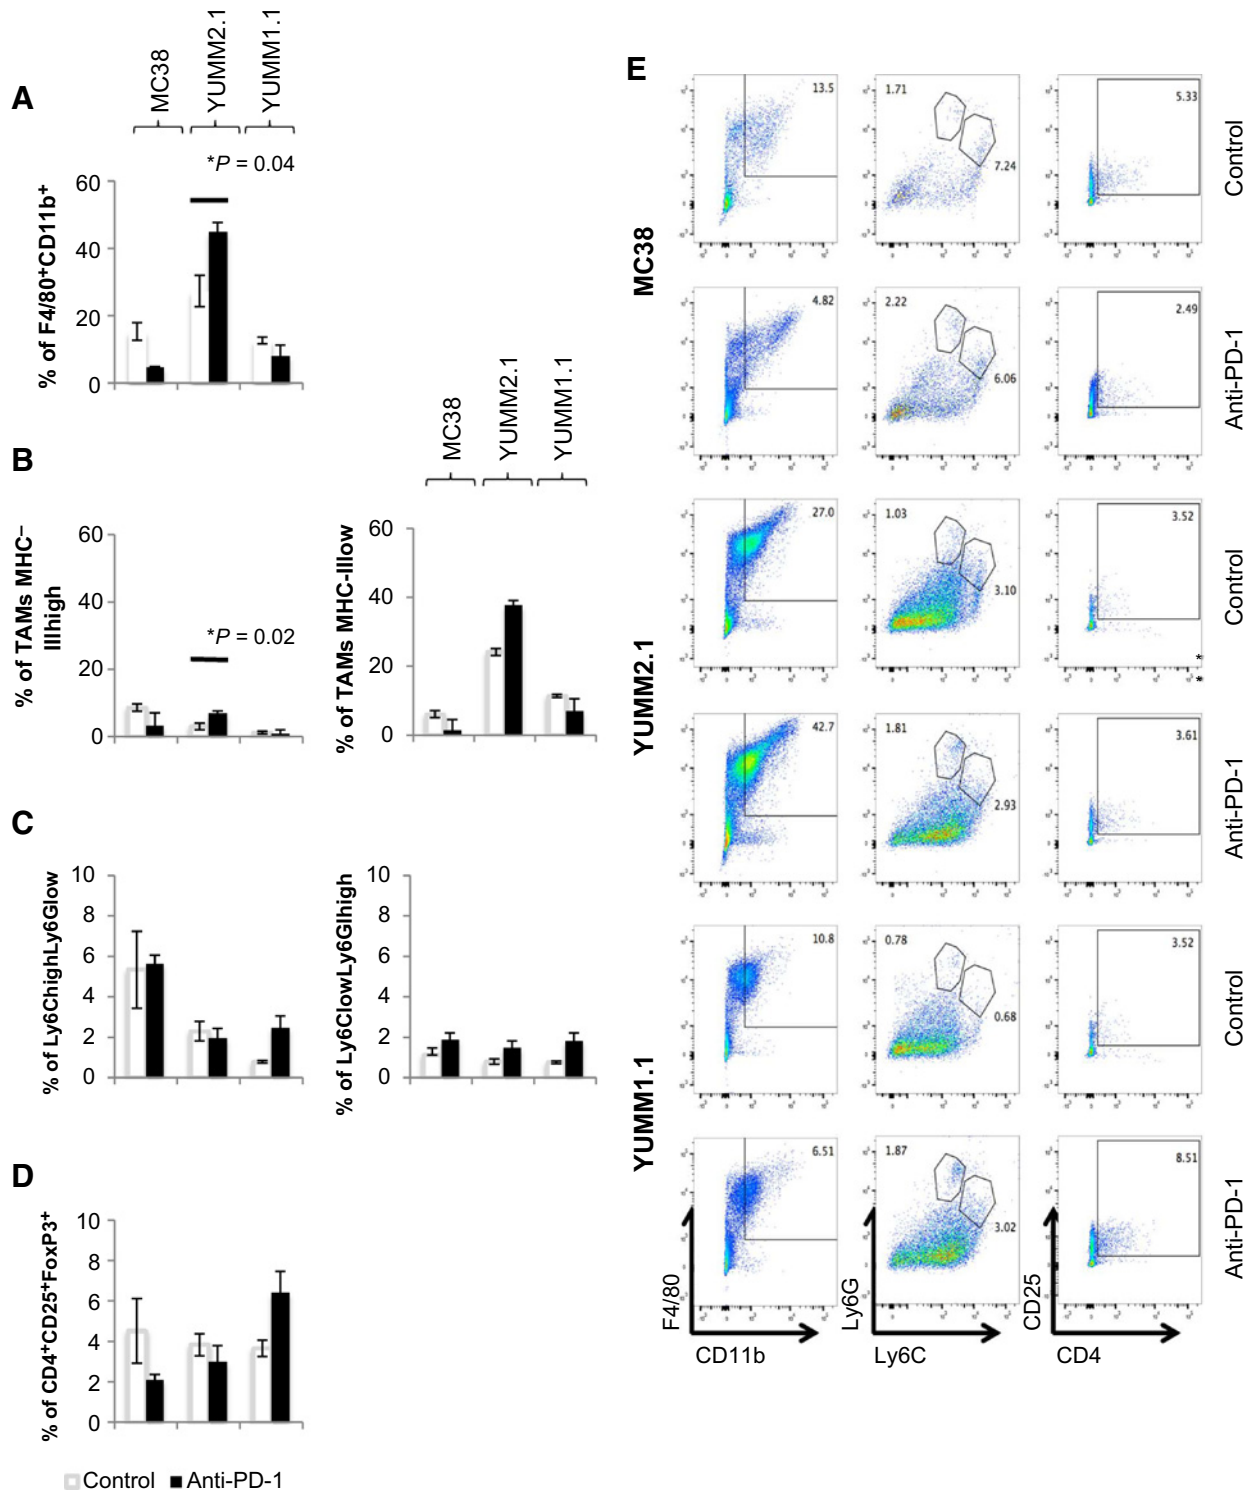 A
MC38
YUMM2.1
YUMM1.1
*P = 0.04
% of F4/80+CD11b+
60
40
20
0
B
MC38
YUMM2.1
YUMM1.1
% of TAMs MHC–
IIIhigh
60
40
20
0
*P = 0.02
% of TAMs MHC-IIIlow
60
40
20
0
C
% of Ly6ChighLy6Glow
10
8
6
4
2
0
% of Ly6ClowLy6GIhigh
10
8
6
4
2
0
D
% of CD4+CD25+FoxP3+
10
8
6
4
2
0
Control
Anti-PD-1
E
MC38
13.5
1.71
7.24
5.33
Control
4.82
2.22
6.06
2.49
Anti-PD-1
YUMM2.1
27.0
1.03
3.10
3.52
*
*
Control
42.7
1.81
2.93
3.61
Anti-PD-1
YUMM1.1
10.8
0.78
0.68
3.52
Control
6.51
1.87
3.02
8.51
Anti-PD-1
F4/80
CD11b
Ly6G
Ly6C
CD25
CD4